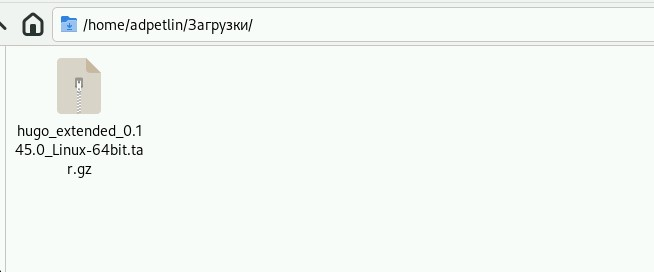 /home/adpetlin/Загрузки/
hugo_extended_0.1
45.0_Linux-64bit.ta
r.gz